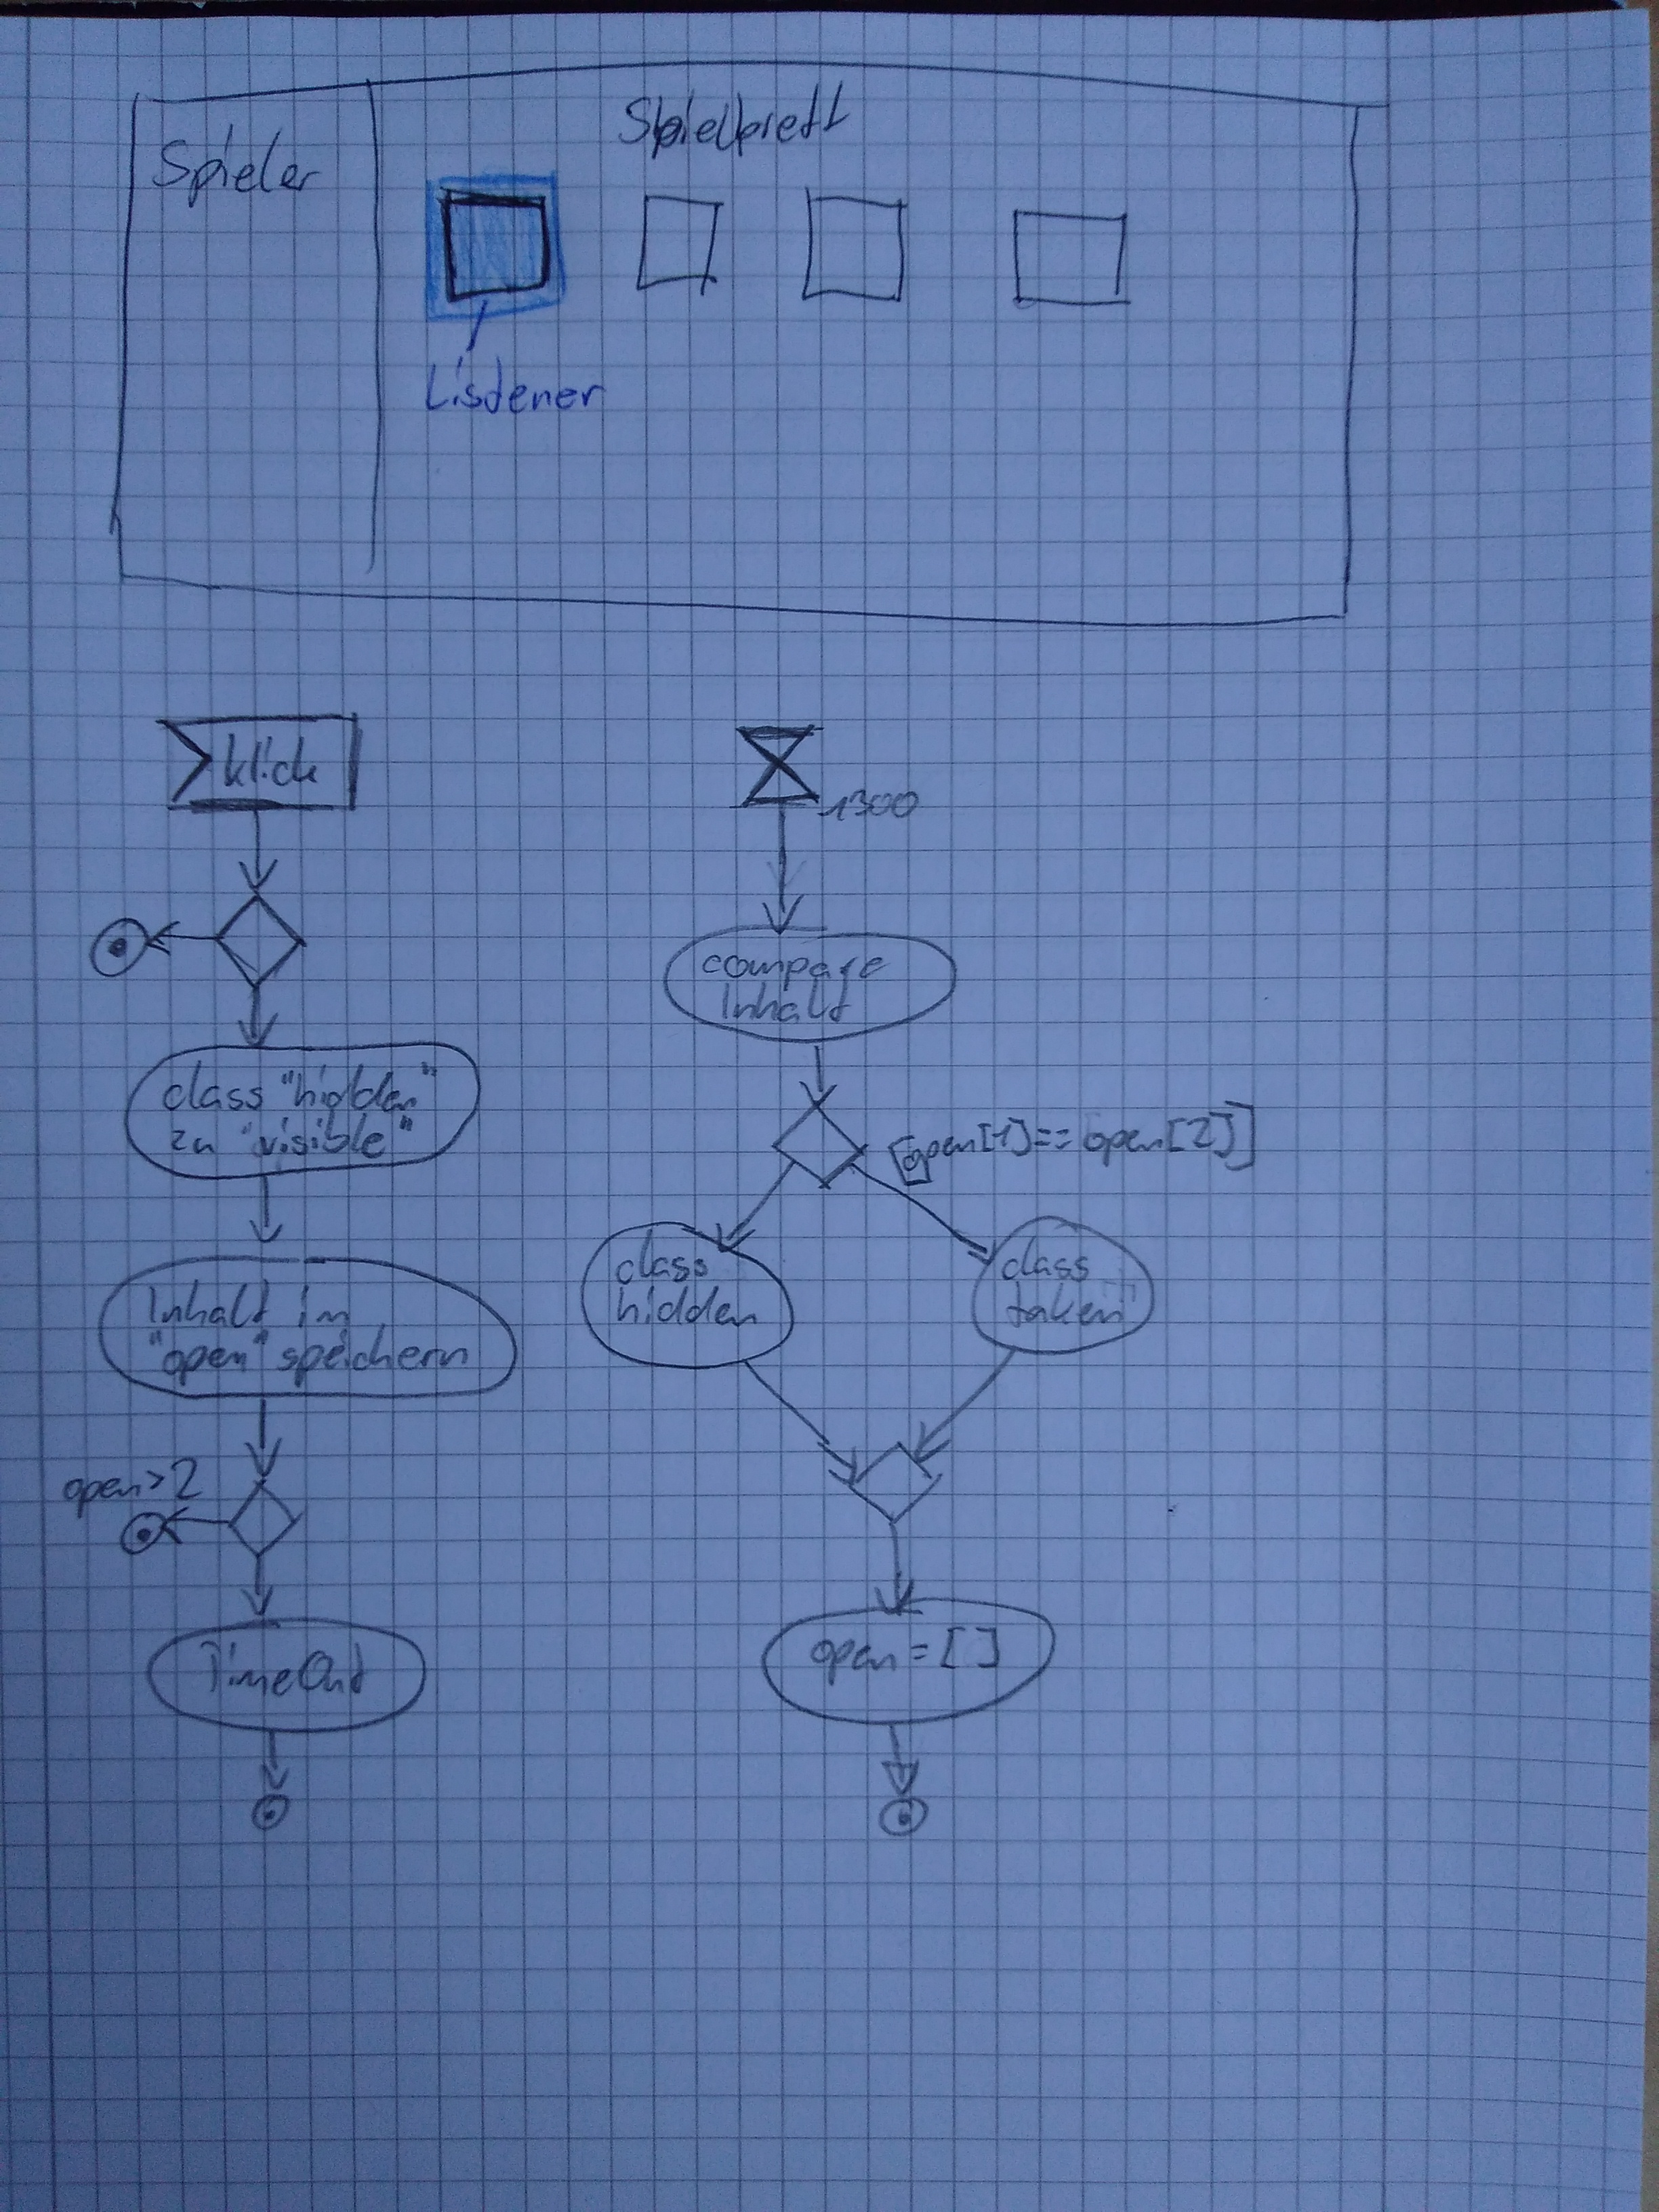 Spieler
Spielbrett
Lisdener
klick
1300
compare
Inhalt
class "hidden"
zu "visible"
[open[1]==open[2]]
class
hidden
class
taken"
Inhalt in
"open" speichern
open>2
TimeOut
open=[]